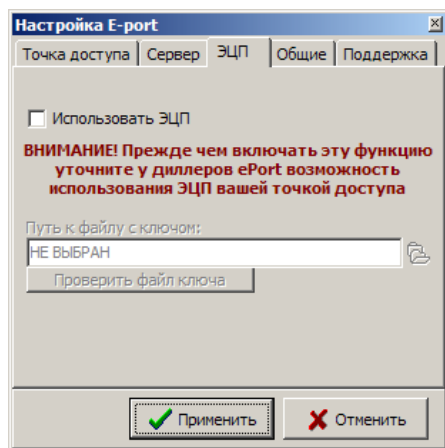 Настройка E-port
Точка доступа Сервер ЭЦП Общие Поддержка
Использовать ЭЦП
ВНИМАНИЕ! Прежде чем включать эту функцию
уточните у диллеров ePort возможность
использования ЭЦП вашей точкой доступа
Путь к файлу с ключом:
НЕ ВЫБРАН
Проверить файл ключа
Применить Отменить